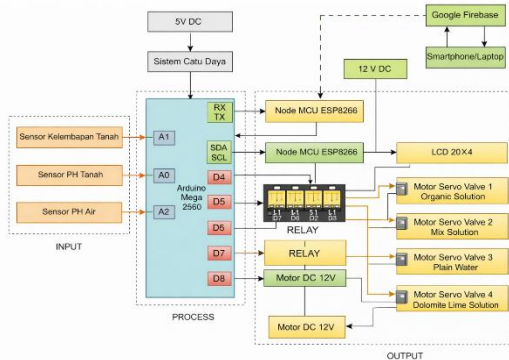 5V DC
Google Firebase
Sistem Catu Daya
12 V DC
Smartphone/Laptop
RX
TX
Node MCU ESP8266
Sensor Kelembapan Tanah
A1
SDA
SCL
Node MCU ESP8266
LCD 20X4
Sensor PH Tanah
A0
Arduino
Mega
2560
D4
Motor Servo Valve 1
Organic Solution
D5
Sensor PH Air
A2
D7
D6
D2
D3
RELAY
D6
Motor Servo Valve 2
Mix Solution
INPUT
D7
RELAY
Motor Servo Valve 3
Plain Water
D8
Motor DC 12V
Motor Servo Valve 4
Dolomite Lime Solution
PROCESS
Motor DC 12V
OUTPUT